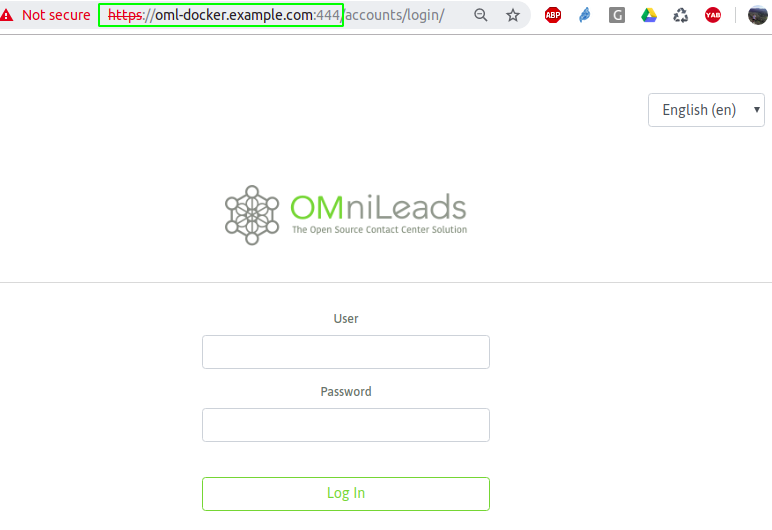 Not secure https://oml-docker.example.com:444/accounts/login/
ABP G YAB
English (en)
OMniLeads
The Open Source Contact Center Solution
User
Password
Log In